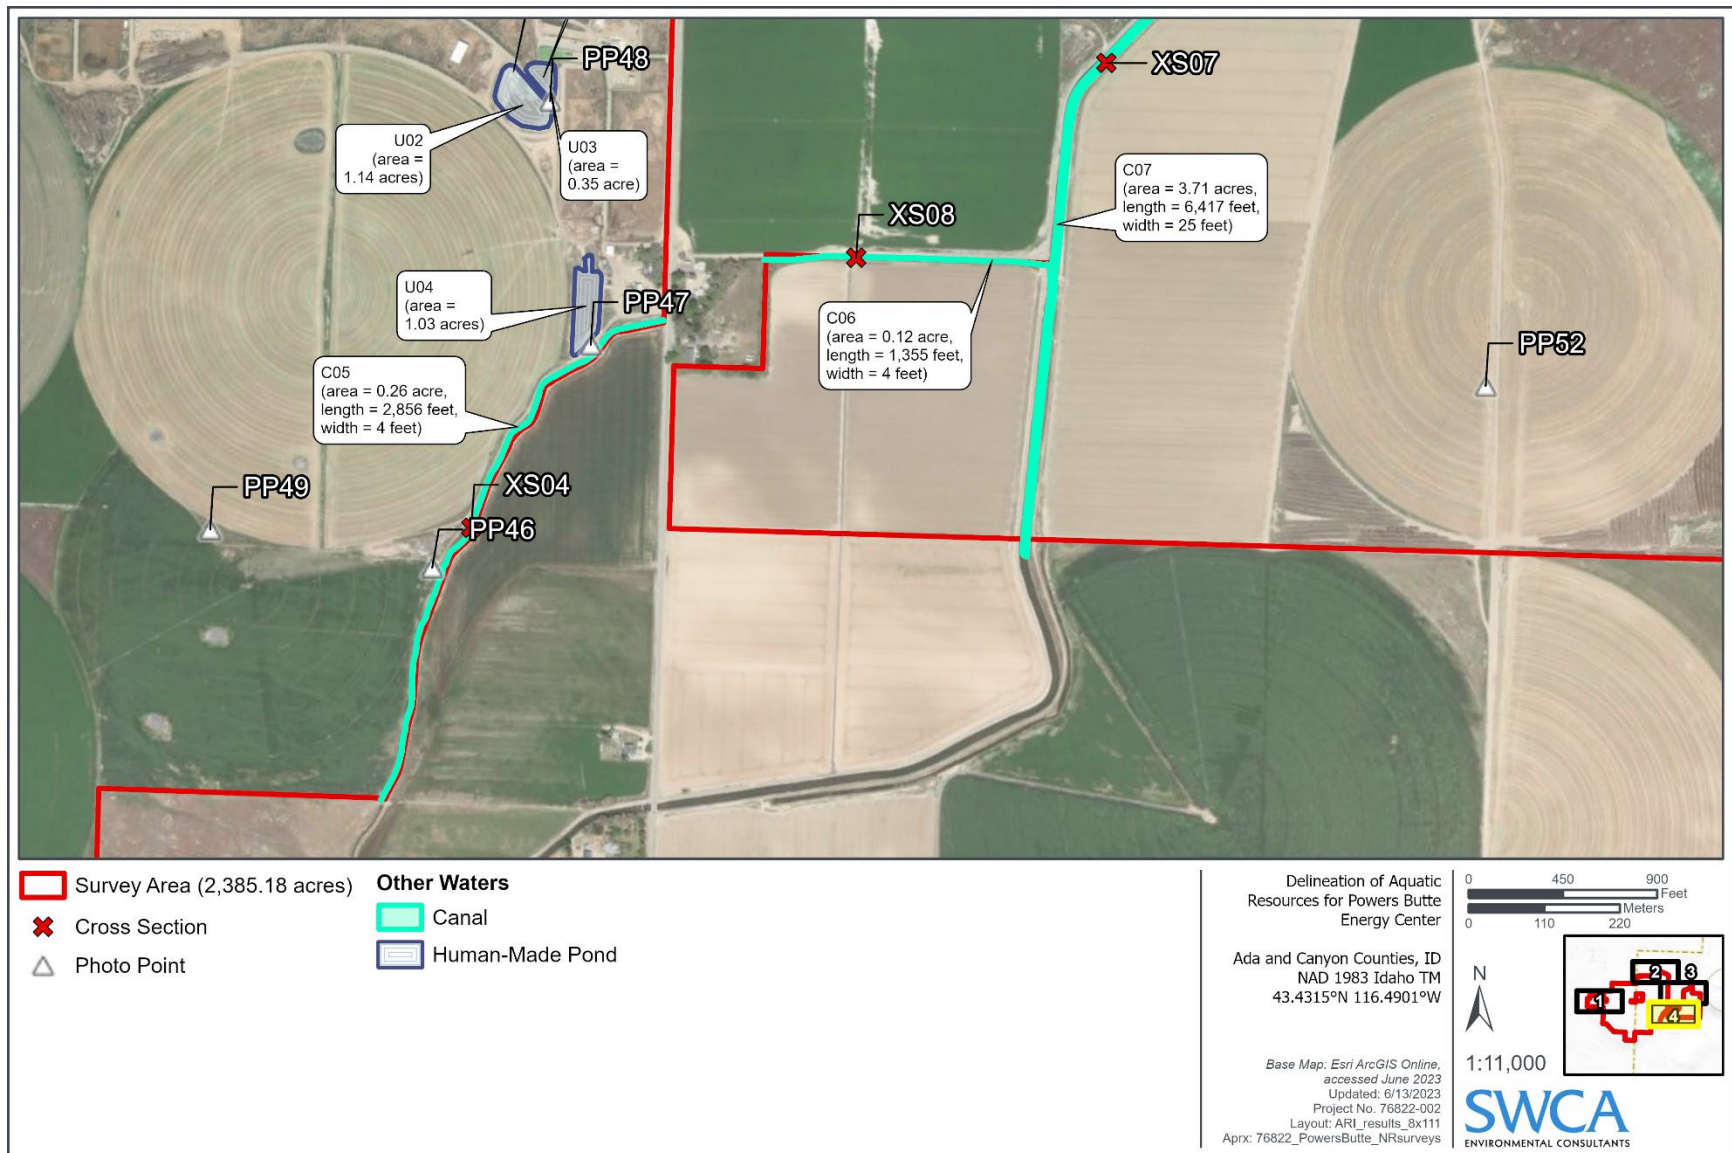 PP48
XS07
U02
(area =
1.14 acres)
U03
(area =
0.35 acre)
C07
(area = 3.71 acres,
length = 6,417 feet,
width = 25 feet)
XS08
U04
(area =
1.03 acres)
PP47
C06
(area = 0.12 acre,
length = 1,355 feet,
width = 4 feet)
PP52
C05
(area = 0.26 acre,
length = 2,856 feet,
width = 4 feet)
PP49
XS04
PP46
Survey Area (2,385.18 acres)
Cross Section
Photo Point
Other Waters
Canal
Human-Made Pond
Delineation of Aquatic
Resources for Powers Butte
Energy Center
Ada and Canyon Counties, ID
NAD 1983 Idaho TM
43.4315°N 116.4901°W
Base Map: Esri ArcGIS Online,
accessed June 2023
Updated: 6/13/2023
Project No. 76822-002
Layout: ARI_results_8x111
Aprx: 76822_PowersButte_NRsurveys
0 450 900
Feet
Meters
0 110 220
N
1:11,000
1
2
3
4
SWCA
ENVIRONMENTAL CONSULTANTS